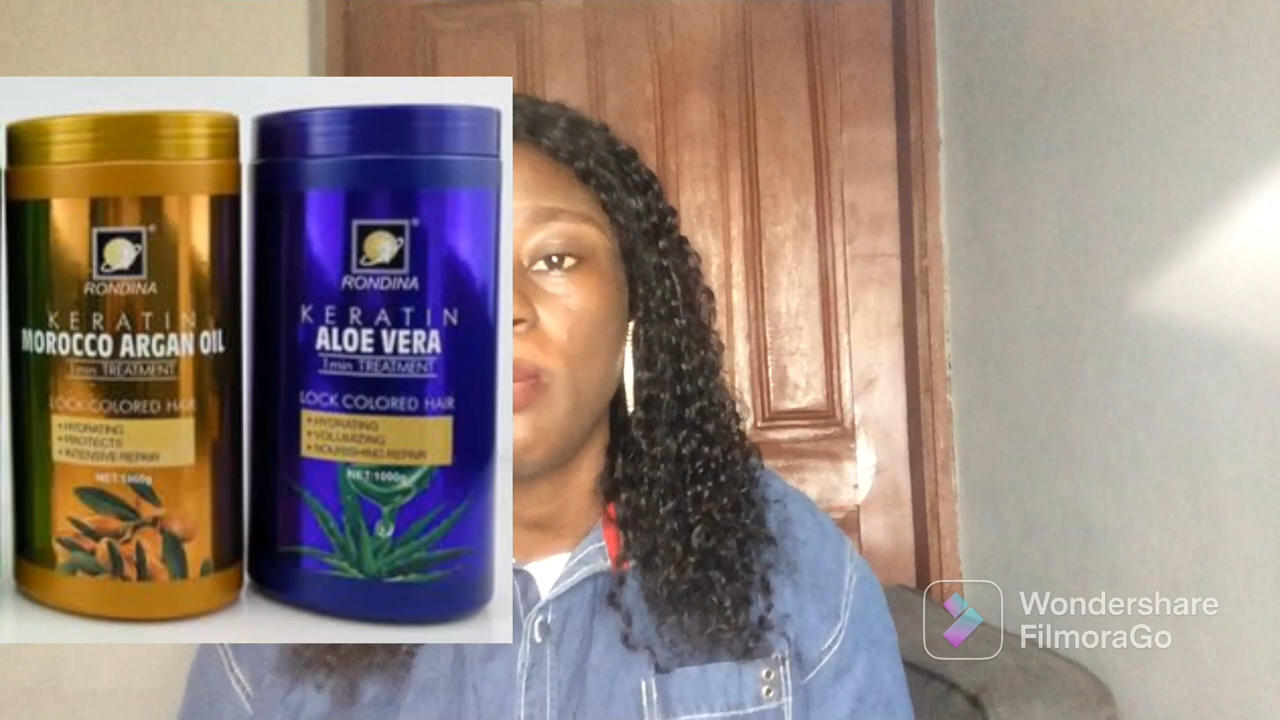 RONDINA
KERATIN
MOROCCO ARGAN OIL
1min TREATMENT
LOCK COLORED HAIR
• HYDRATING
• PROTECTS
• INTENSIVE REPAIR
NET:1000g
RONDINA
KERATIN
ALOE VERA
1min TREATMENT
LOCK COLORED HAIR
• HYDRATING
• VOLUMIZING
• NOURISHING REPAIR
NET:1000g
Wondershare
FilmoraGo